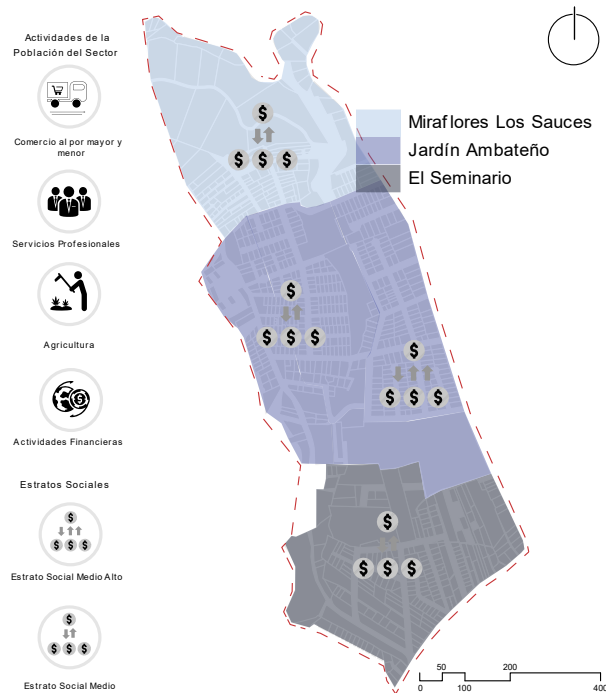 Actividades de la
Población del Sector
Comercio al por mayor y
menor
Servicios Profesionales
Agricultura
Actividades Financieras
Estratos Sociales
$
$ $ $
Estrato Social Medio Alto
$
$ $ $
Estrato Social Medio
Miraflores Los Sauces
Jardín Ambateño
El Seminario
$
$ $ $
$
$ $ $
$
$ $ $
$
$ $ $
50 200
0 100 400